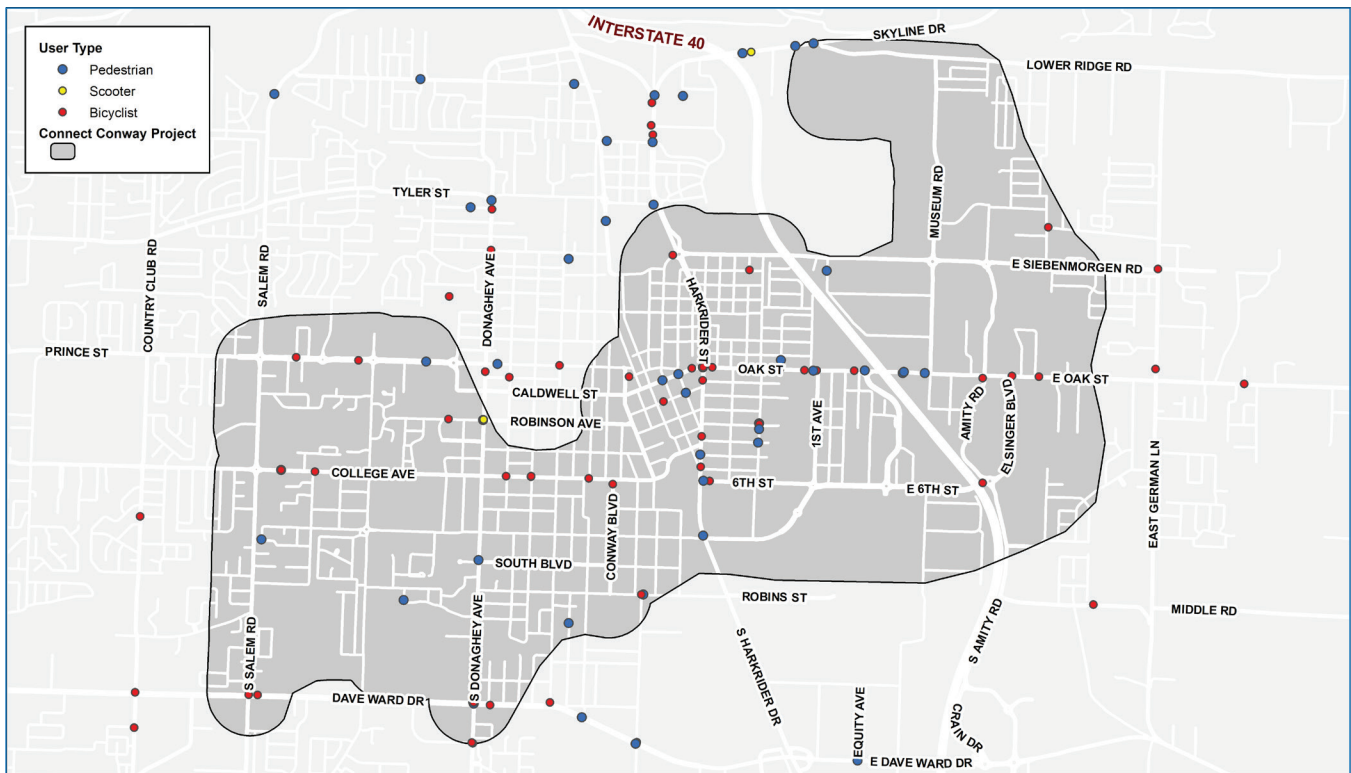 User Type
Pedestrian
Scooter
Bicyclist
Connect Conway Project
INTERSTATE 40
SKYLINE DR
LOWER RIDGE RD
TYLER ST
COUNTRY CLUB RD
SALEM RD
DONAGHEY AVE
HARKRIDER ST
MUSEUM RD
E SIEBENMORGEN RD
PRINCE ST
CALDWELL ST
OAK ST
E OAK ST
ROBINSON AVE
1ST AVE
AMITY RD
ELSINGER BLVD
COLLEGE AVE
6TH ST
E 6TH ST
EAST GERMAN LN
CONWAY BLVD
SOUTH BLVD
ROBINS ST
MIDDLE RD
S SALEM RD
S DONAGHEY AVE
S HARKRIDER DR
S AMITY RD
DAVE WARD DR
EQUITY AVE
CRAIN DR
E DAVE WARD DR